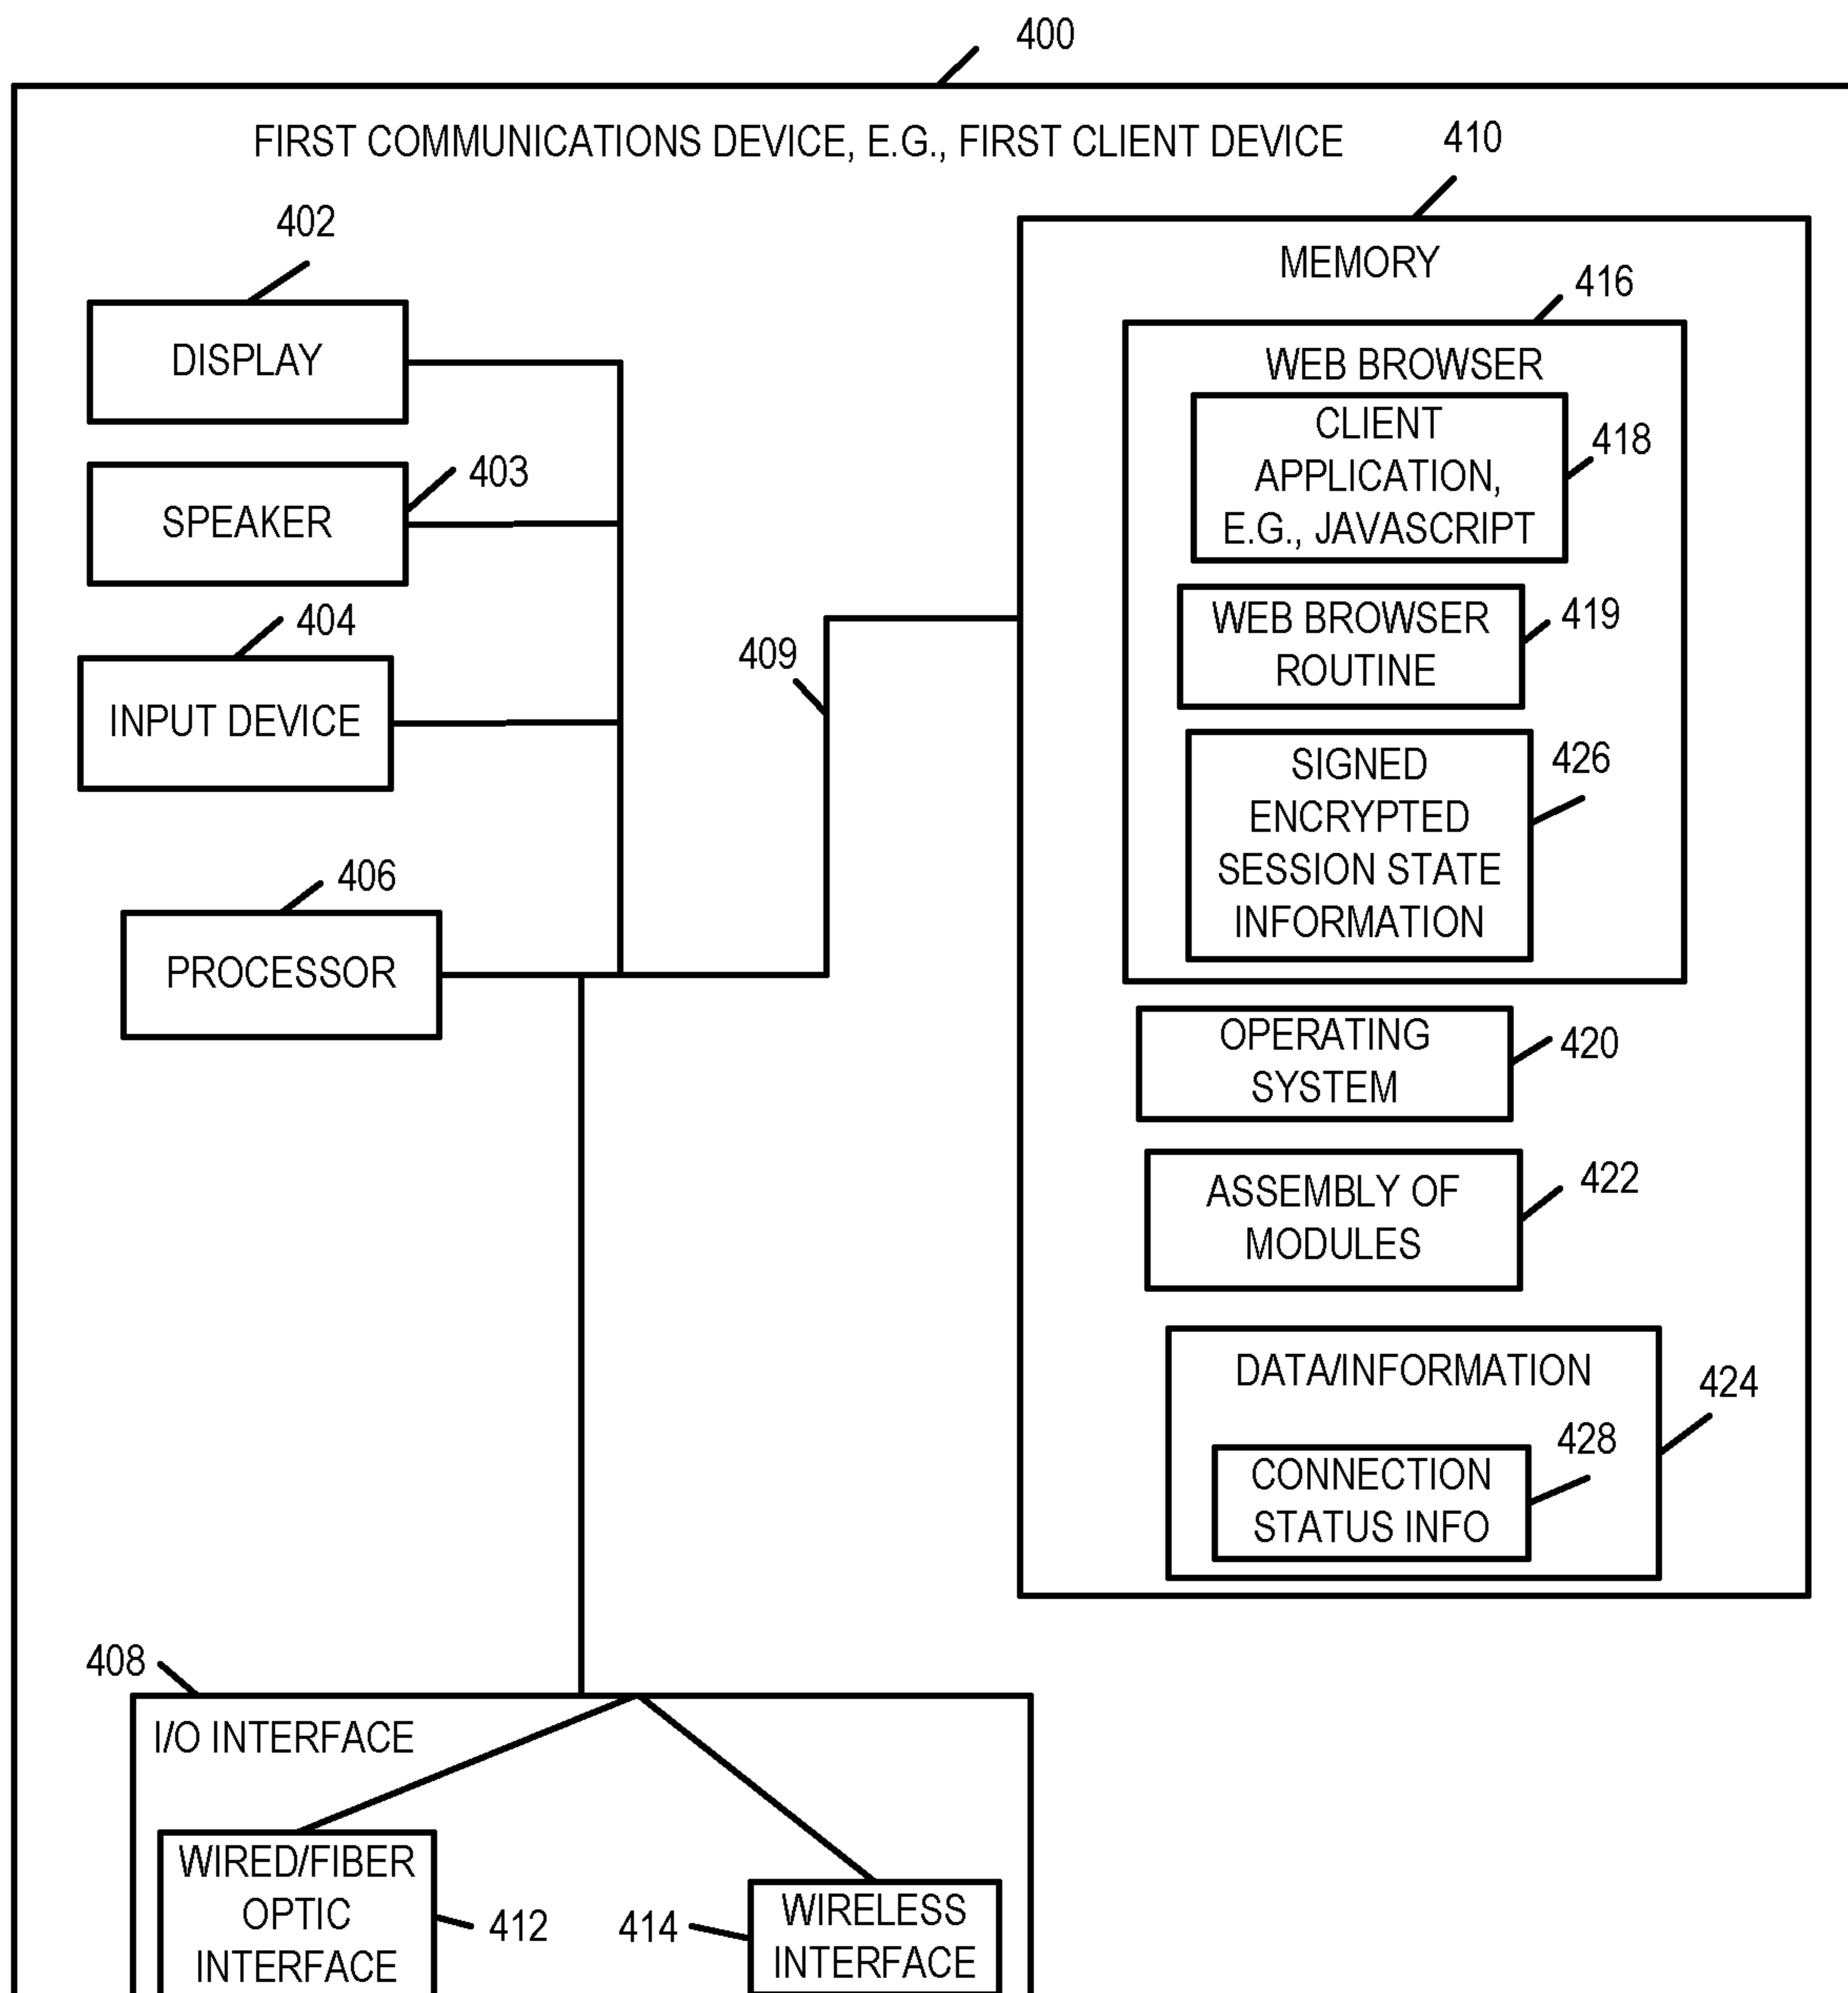 400
FIRST COMMUNICATIONS DEVICE, E.G., FIRST CLIENT DEVICE
410
402
MEMORY
416
DISPLAY
WEB BROWSER
CLIENT
APPLICATION,
E.G., JAVASCRIPT
418
403
SPEAKER
404
INPUT DEVICE
409
WEB BROWSER
ROUTINE
419
SIGNED
ENCRYPTED
SESSION STATE
INFORMATION
426
406
PROCESSOR
OPERATING
SYSTEM
420
ASSEMBLY OF
MODULES
422
DATA/INFORMATION
424
428
CONNECTION
STATUS INFO
408
I/O INTERFACE
WIRED/FIBER
OPTIC
INTERFACE
412
414
WIRELESS
INTERFACE